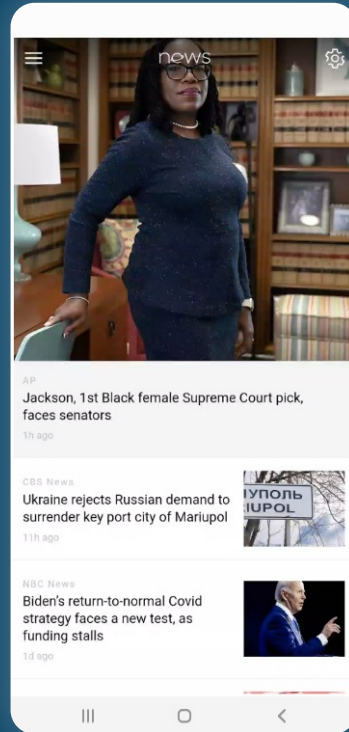 news
AP
Jackson, 1st Black female Supreme Court pick,
faces senators
1h ago
CBS News
Ukraine rejects Russian demand to
surrender key port city of Mariupol
11h ago
УПОЛЬ
IUPOL
NBC News
Biden's return-to-normal Covid
strategy faces a new test, as
funding stalls
1d ago